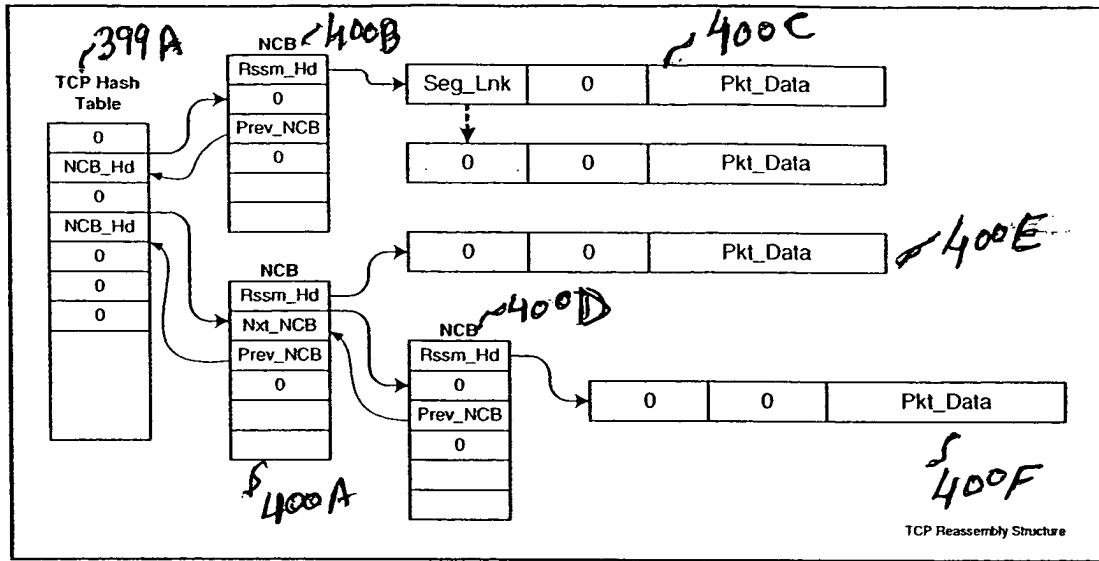 399A
TCP Hash
Table
0
NCB_Hd
0
NCB_Hd
0
0
0
NCB
400B
Rssm_Hd
0
Prev_NCB
0
Seg_Lnk 0 Pkt_Data
400C
0 0 Pkt_Data
0 0 Pkt_Data
400E
NCB
Rssm_Hd
Nxt_NCB
Prev_NCB
0
400A
NCB
400D
Rssm_Hd
0
Prev_NCB
0
0 0 Pkt_Data
400F
TCP Reassembly Structure